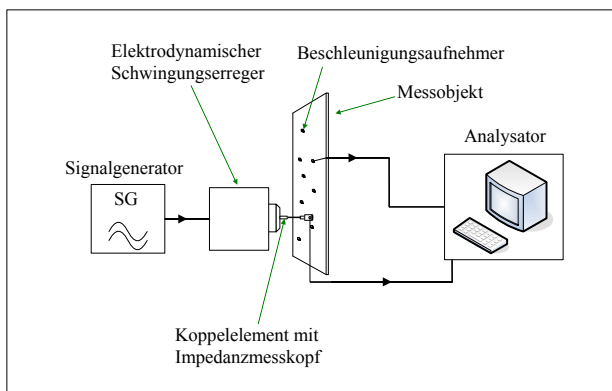 Elektrodynamischer
Schwingungserreger
Beschleunigungsaufnehmer
Messobjekt
Analysator
Signalgenerator
SG
Koppelelement mit
Impedanzmesskopf